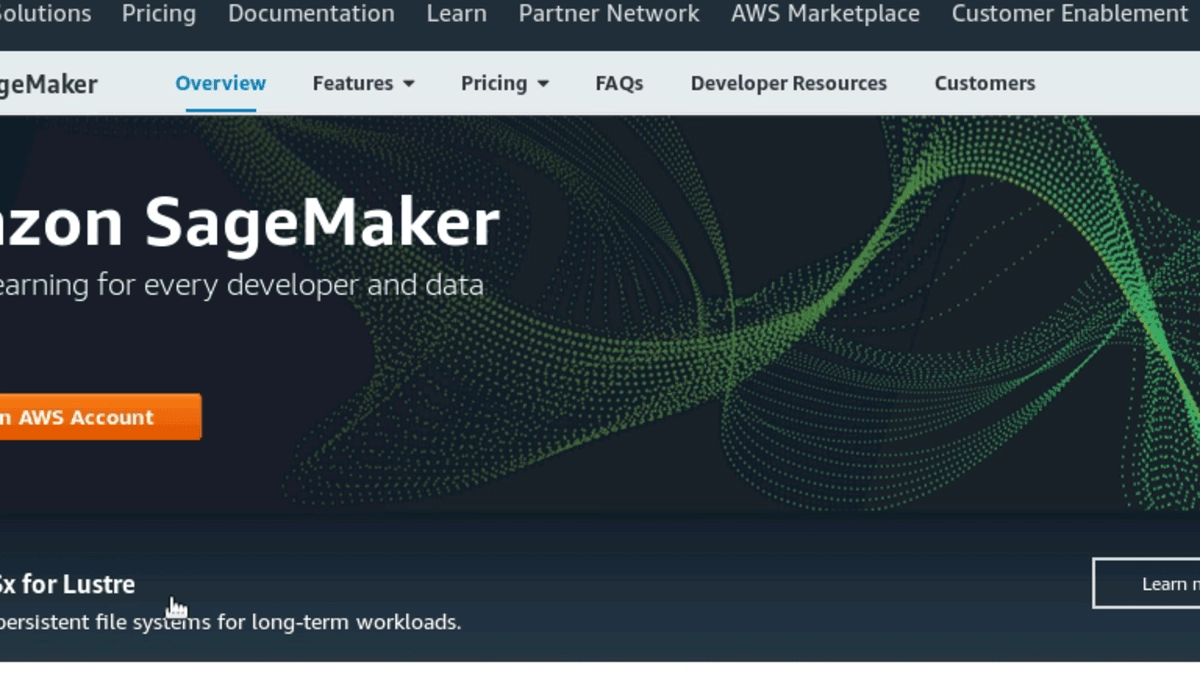 Solutions Pricing Documentation Learn Partner Network AWS Marketplace Customer Enablement
geMaker Overview Features Pricing FAQs Developer Resources Customers
azon SageMaker
earning for every developer and data
n AWS Account
Sx for Lustre
Learn
persistent file systems for long-term workloads.